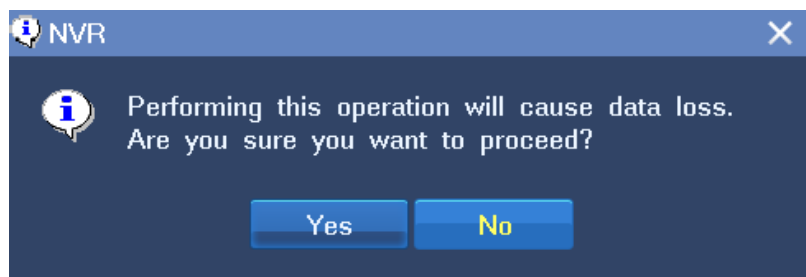 NVR
Performing this operation will cause data loss.
Are you sure you want to proceed?
Yes No